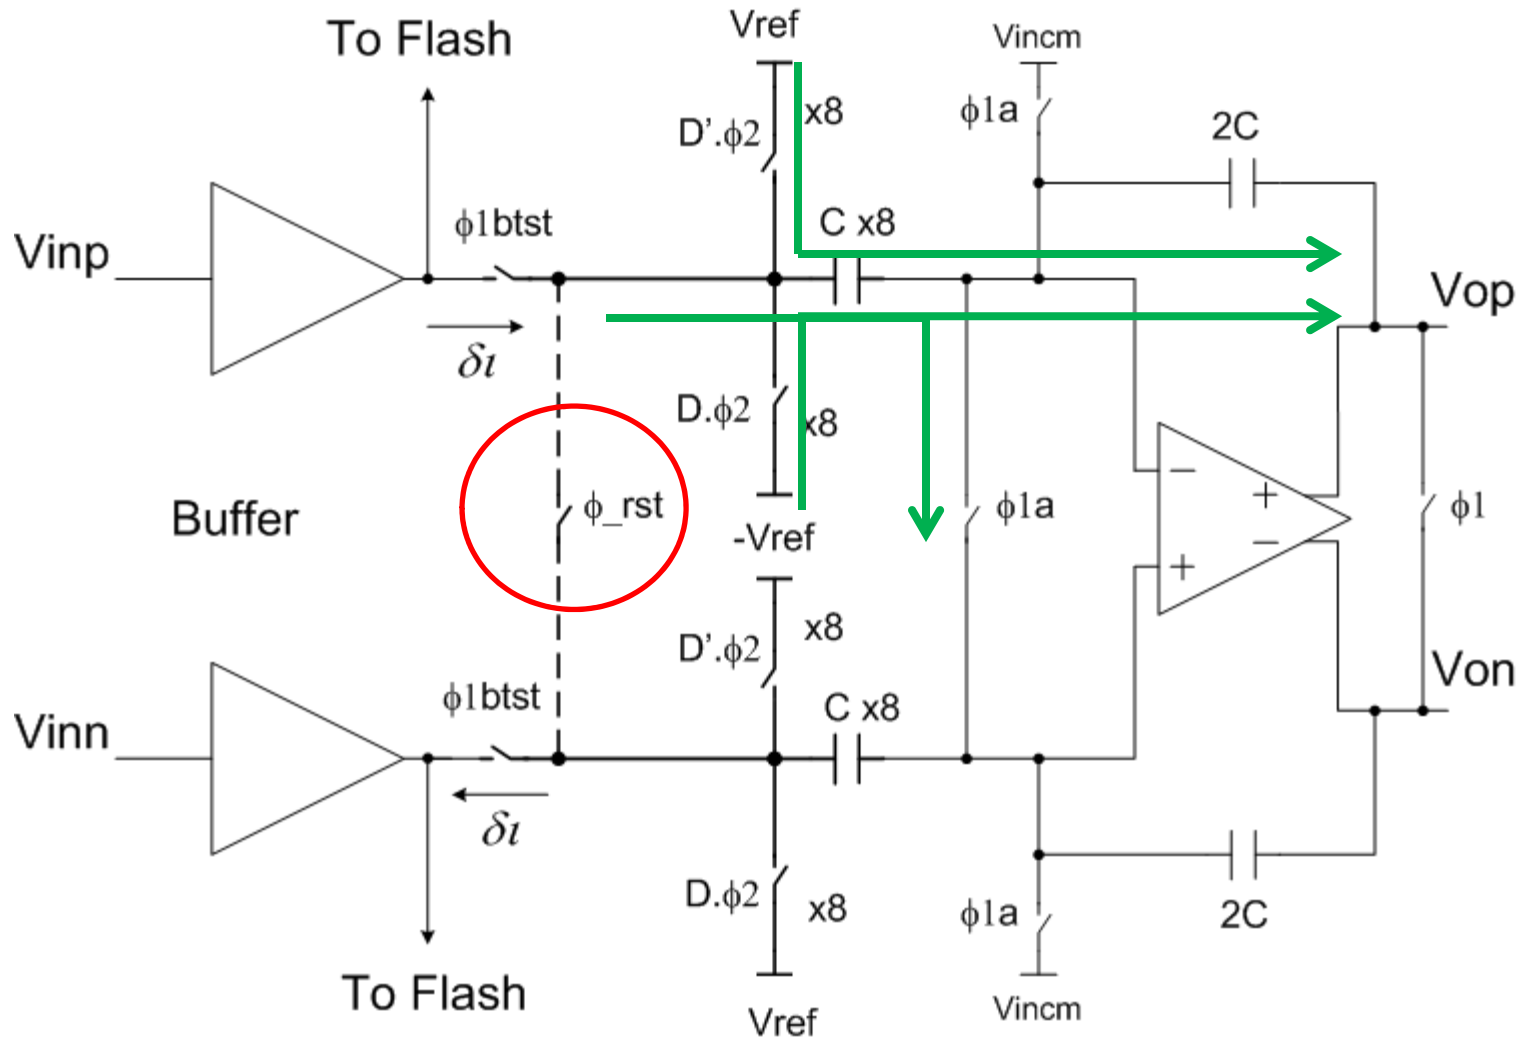 To Flash
Vref
Vincm
x8
ϕ1a
D'.ϕ2
2C
ϕ1btst
C x8
Vinp
Vop
δι
D.ϕ2
x8
Buffer
ϕ_rst
ϕ1a
+
ϕ1
−
−Vref
−
+
x8
D'.ϕ2
Von
ϕ1btst
C x8
Vinn
δι
D.ϕ2
x8
ϕ1a
2C
To Flash
Vref
Vincm